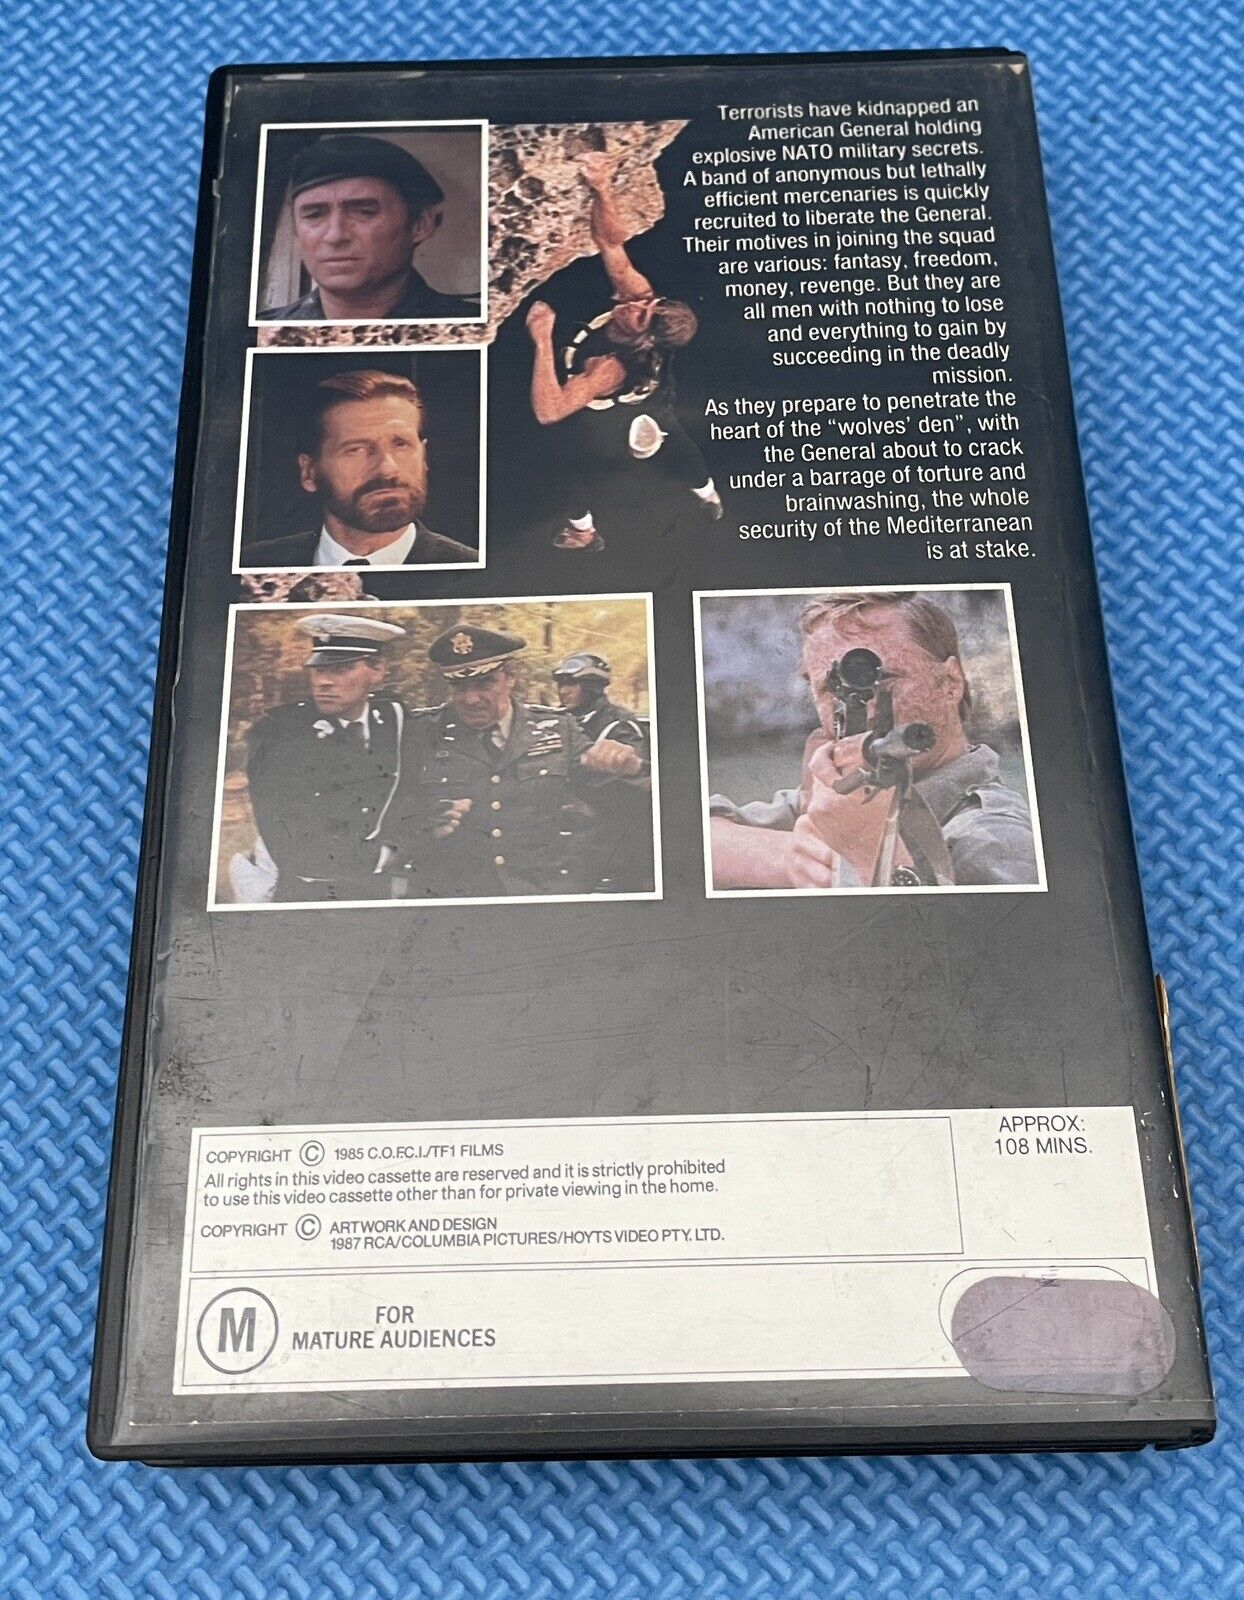 Terrorists have kidnapped an
American General holding
explosive NATO military secrets.
A band of anonymous but lethally
efficient mercenaries is quickly
recruited to liberate the General.
Their motives in joining the squad
are various: fantasy, freedom,
money, revenge. But they are
all men with nothing to lose
and everything to gain by
succeeding in the deadly
mission.
As they prepare to penetrate the
heart of the “wolves’ den”, with
the General about to crack
under a barrage of torture and
brainwashing, the whole
security of the Mediterranean
is at stake.
COPYRIGHT © 1985 C.O.F.C.I./TF1 FILMS
All rights in this video cassette are reserved and it is strictly prohibited
to use this video cassette other than for private viewing in the home.
COPYRIGHT © ARTWORK AND DESIGN
1987 RCA/COLUMBIA PICTURES/HOYTS VIDEO PTY. LTD.
APPROX:
108 MINS.
M
FOR
MATURE AUDIENCES